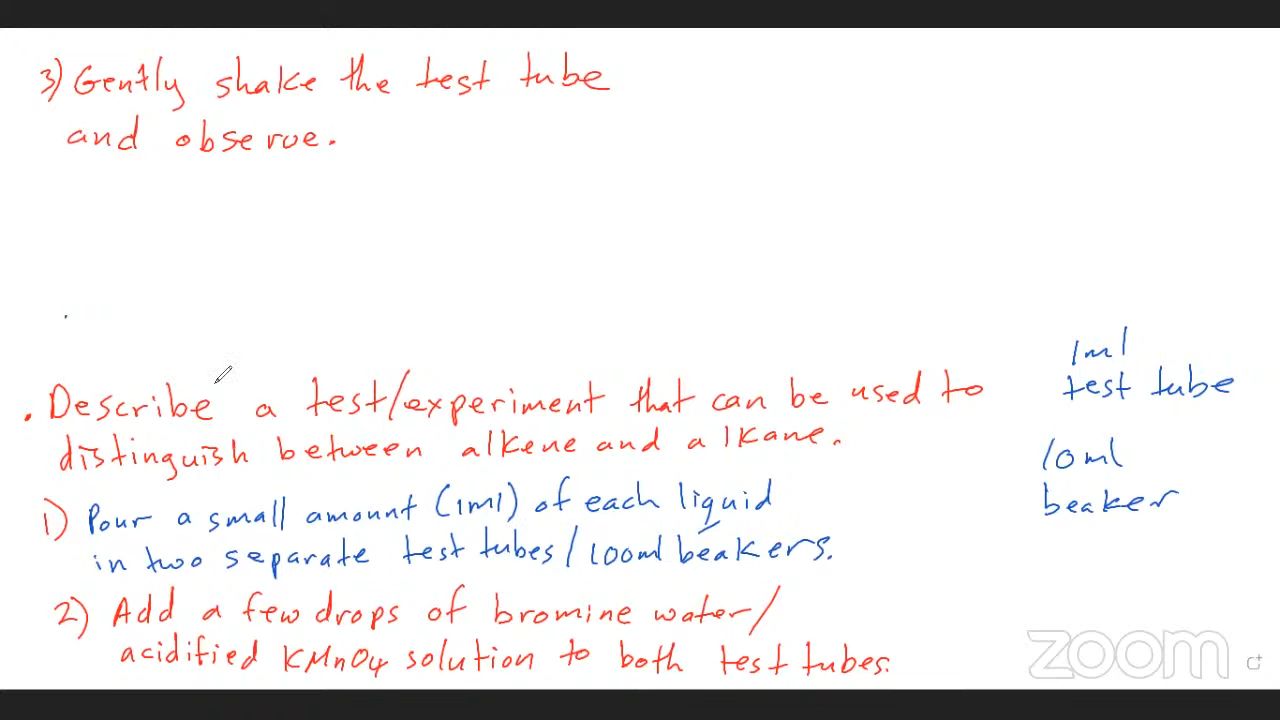 3) Gently shake the test tube
and observe.
. Describe a test/experiment that can be used to
distinguish between alkene and alkane.
1) Pour a small amount (1ml) of each liquid
in two separate test tubes/100ml beakers.
2) Add a few drops of bromine water/
acidified KMnO4 solution to both test tubes.
1ml
test tube
10ml
beaker
zoom